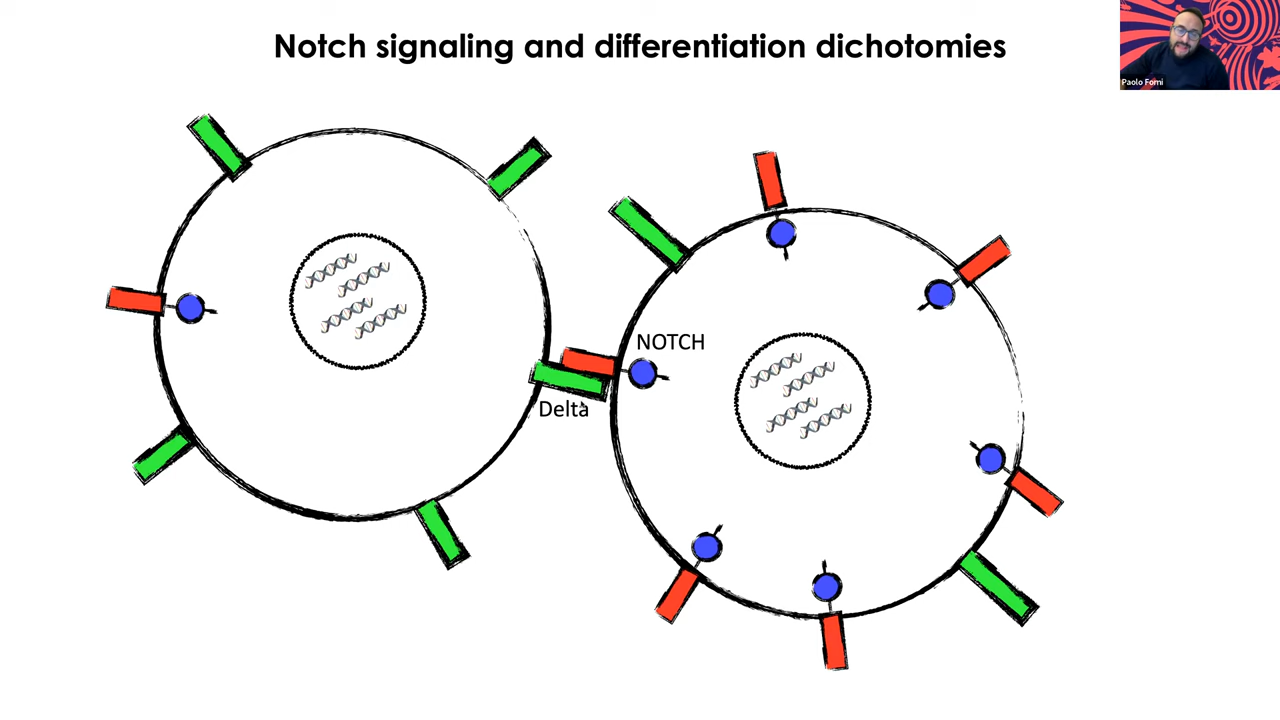 Notch signaling and differentiation dichotomies
Paolo Forni
NOTCH
Delta